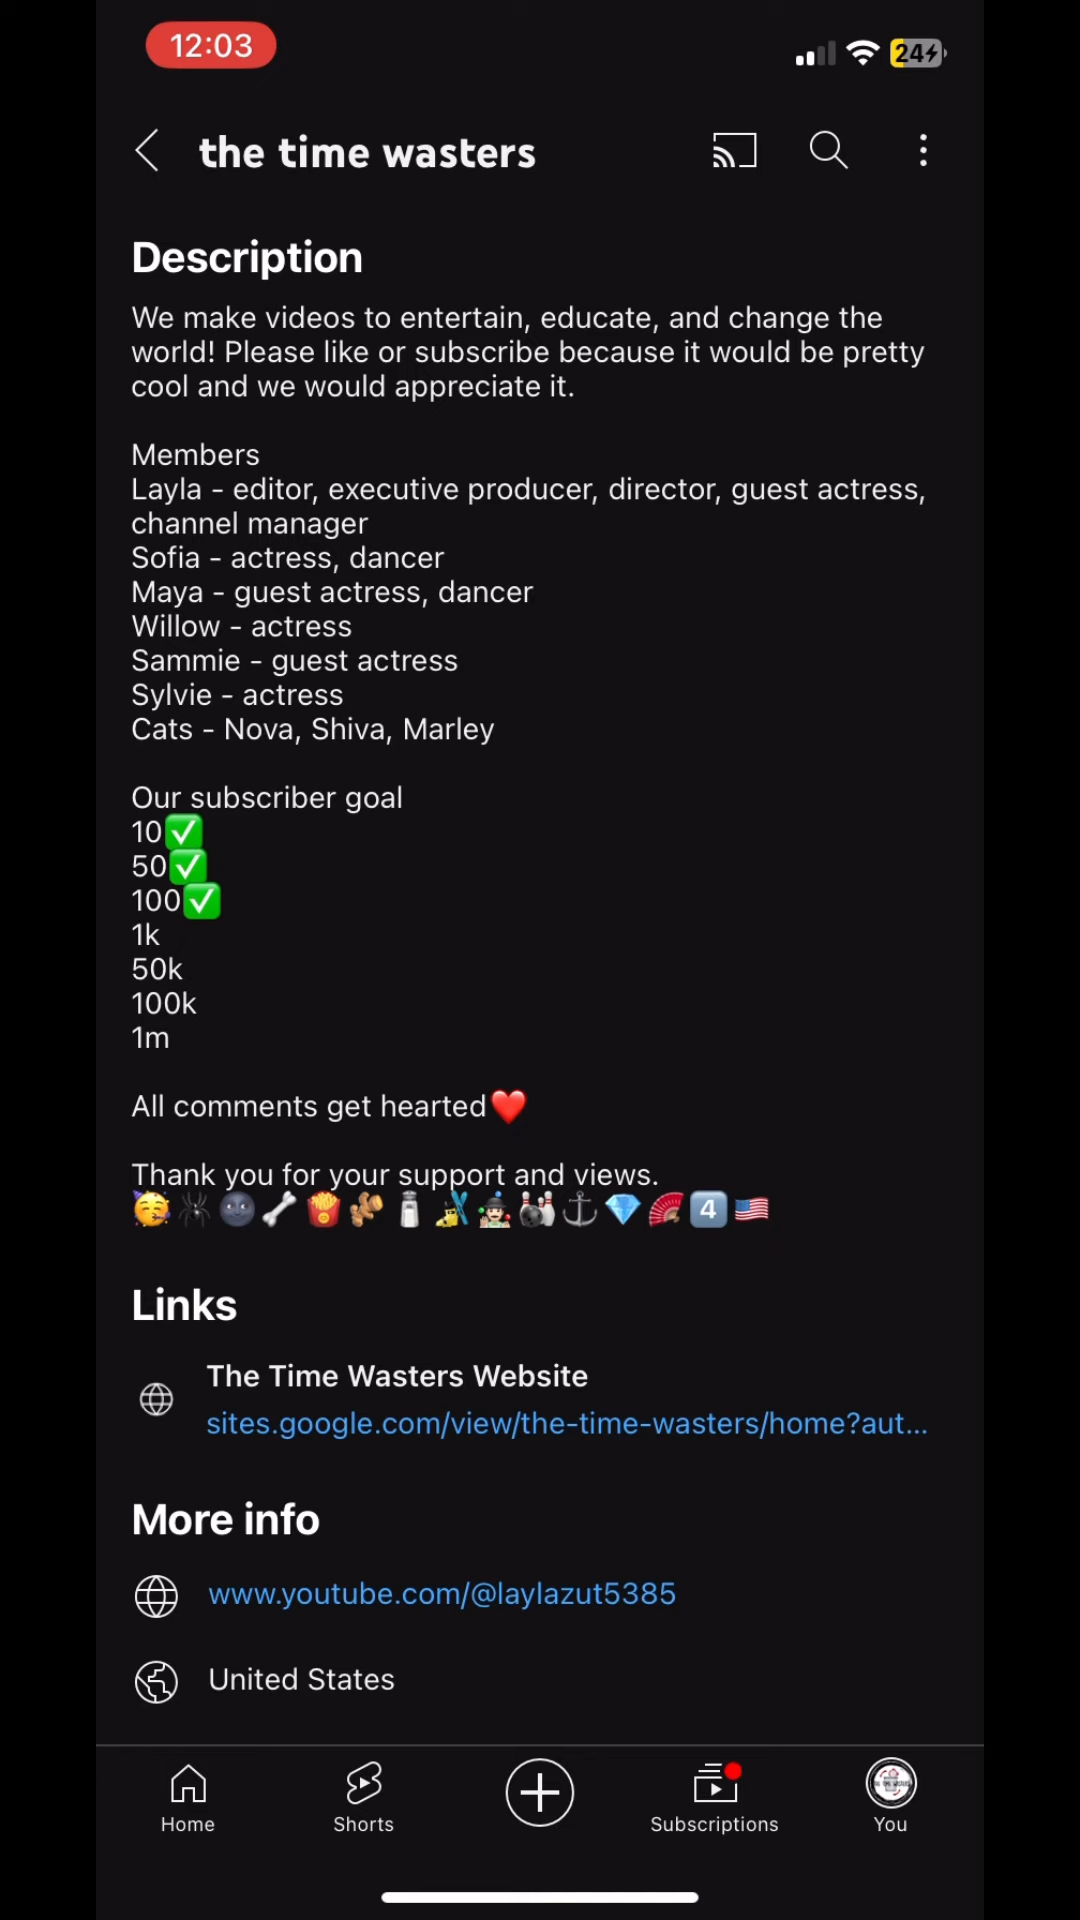 12:03
24
the time wasters
Description
We make videos to entertain, educate, and change the
world! Please like or subscribe because it would be pretty
cool and we would appreciate it.
Members
Layla - editor, executive producer, director, guest actress,
channel manager
Sofia - actress, dancer
Maya - guest actress, dancer
Willow - actress
Sammie - guest actress
Sylvie - actress
Cats - Nova, Shiva, Marley
Our subscriber goal
10✅
50✅
100✅
1k
50k
100k
1m
All comments get hearted❤️
Thank you for your support and views.
🥳🕷️🌚🦴🍟🫚🧂🎿🤹🏻🎳⚓💎🪭4️⃣🇺🇸
Links
The Time Wasters Website
sites.google.com/view/the-time-wasters/home?aut...
More info
www.youtube.com/@laylazut5385
United States
Home
Shorts
Subscriptions
You